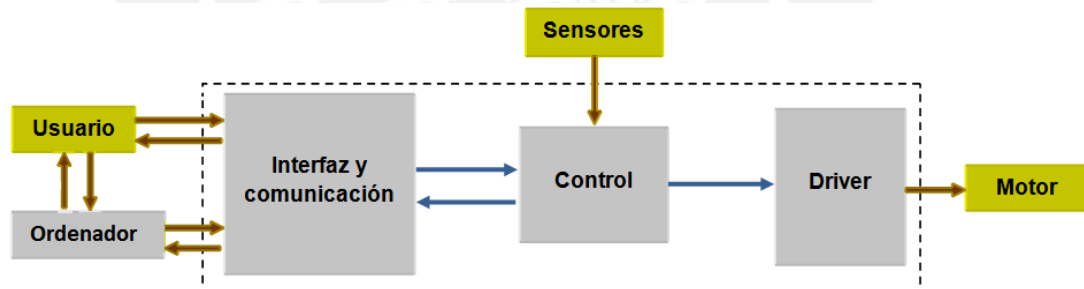 Sensores
Usuario
Interfaz y
comunicación
Control
Driver
Motor
Ordenador